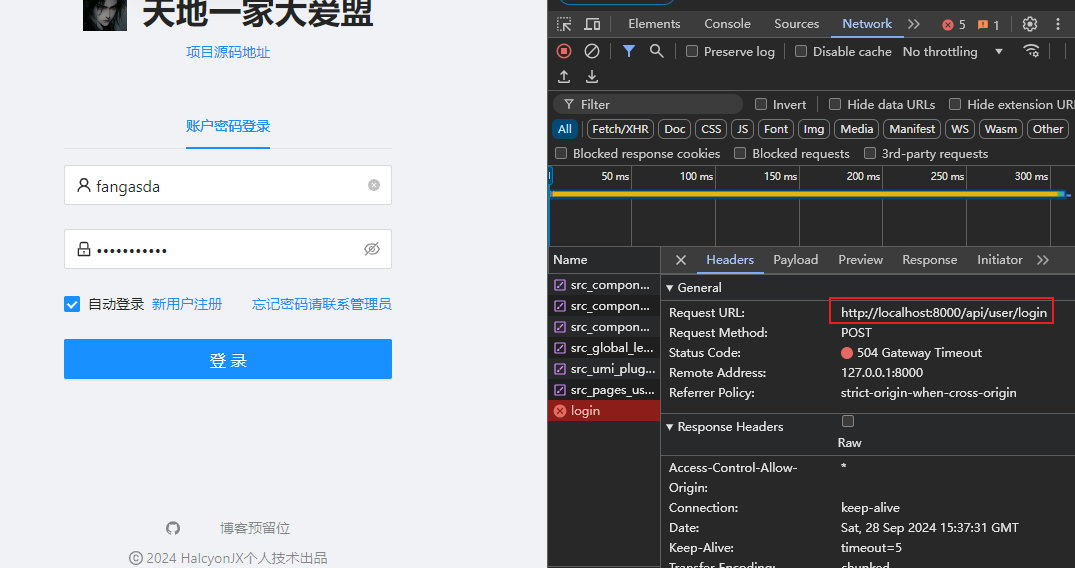 天地一家大爱盟
项目源码地址
账户密码登录
fangasda
•••••••••••
自动登录 新用户注册 忘记密码请联系管理员
登 录
博客预留位
© 2024 HalcyonJX个人技术出品
Elements Console Sources Network 5 1
Preserve log Disable cache No throttling
Filter Invert Hide data URLs Hide extension UR
All Fetch/XHR Doc CSS JS Font Img Media Manifest WS Wasm Other
Blocked response cookies Blocked requests 3rd-party requests
50 ms 100 ms 150 ms 200 ms 250 ms 300 ms
Name
src_compon...
src_compon...
src_compon...
src_global_le...
src_umi_plug...
src_pages_us...
login
Headers Payload Preview Response Initiator
General
Request URL: http://localhost:8000/api/user/login
Request Method: POST
Status Code: 504 Gateway Timeout
Remote Address: 127.0.0.1:8000
Referrer Policy: strict-origin-when-cross-origin
Response Headers
Raw
Access-Control-Allow- *
Origin:
Connection: keep-alive
Date: Sat, 28 Sep 2024 15:37:31 GMT
Keep-Alive: timeout=5
Transfer-Encoding: chunked